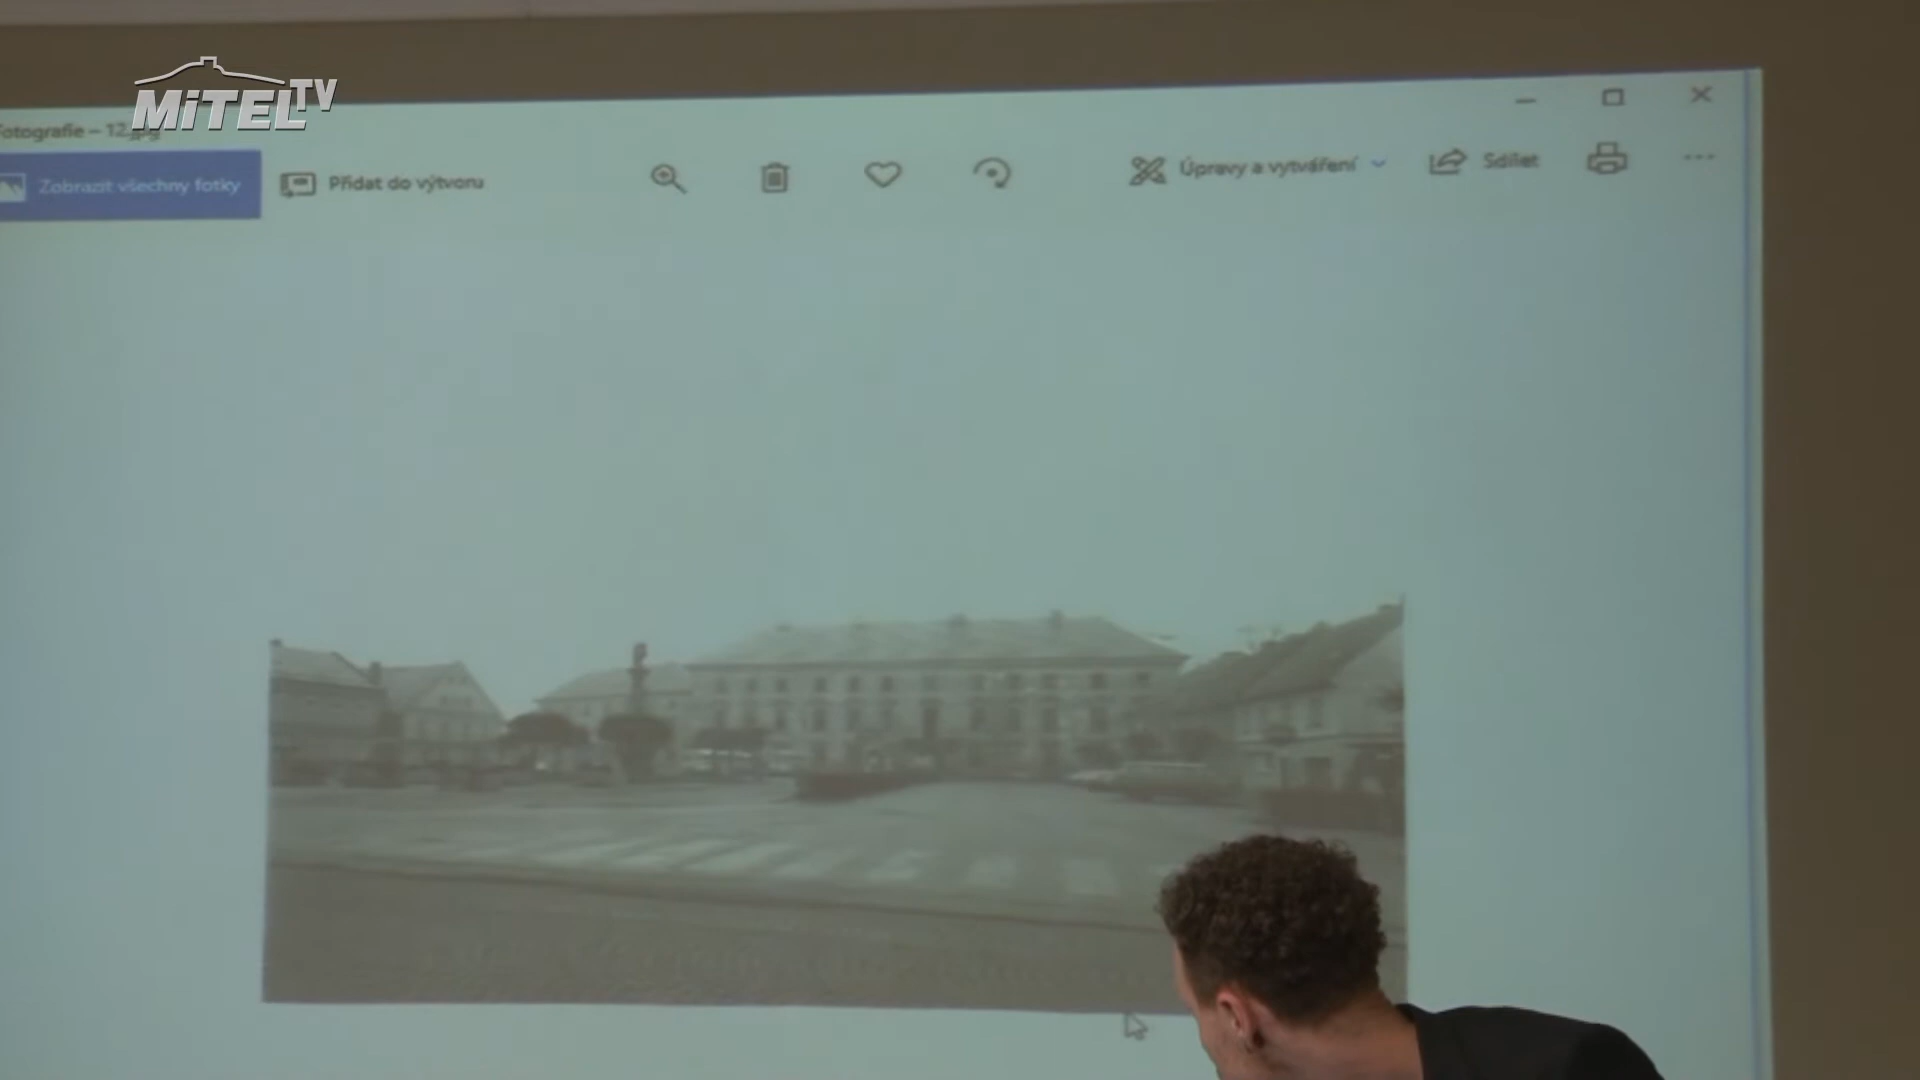 MiTEL TV
Fotografie – 12.jpg
Zobrazit všechny fotky
Přidat do výtvoru
Úpravy a vytváření
Sdílet